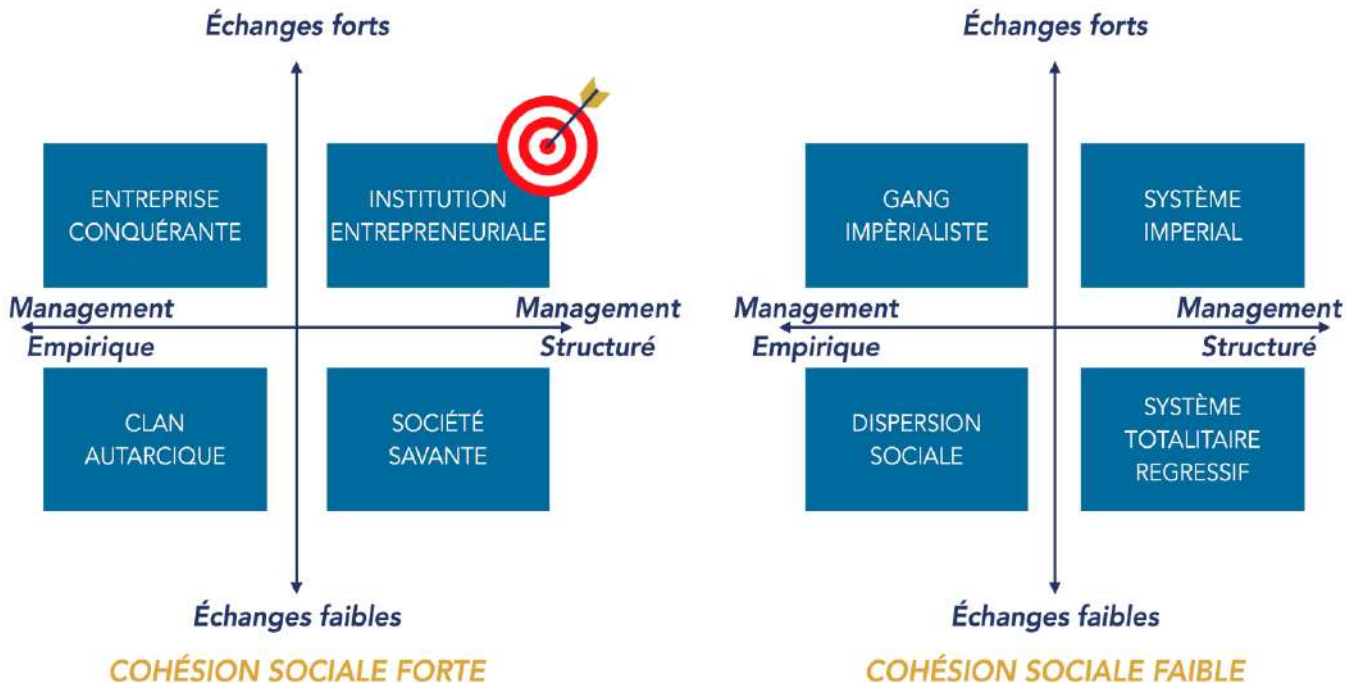 Échanges forts
ENTREPRISE
CONQUÉRANTE
INSTITUTION
ENTREPRENEURIALE
Management
Empirique
Management
Structuré
CLAN
AUTARCIQUE
SOCIÉTÉ
SAVANTE
Échanges faibles
COHÉSION SOCIALE FORTE
Échanges forts
GANG
IMPÈRIALISTE
SYSTÈME
IMPERIAL
Management
Empirique
Management
Structuré
DISPERSION
SOCIALE
SYSTÈME
TOTALITAIRE
REGRESSIF
Échanges faibles
COHÉSION SOCIALE FAIBLE